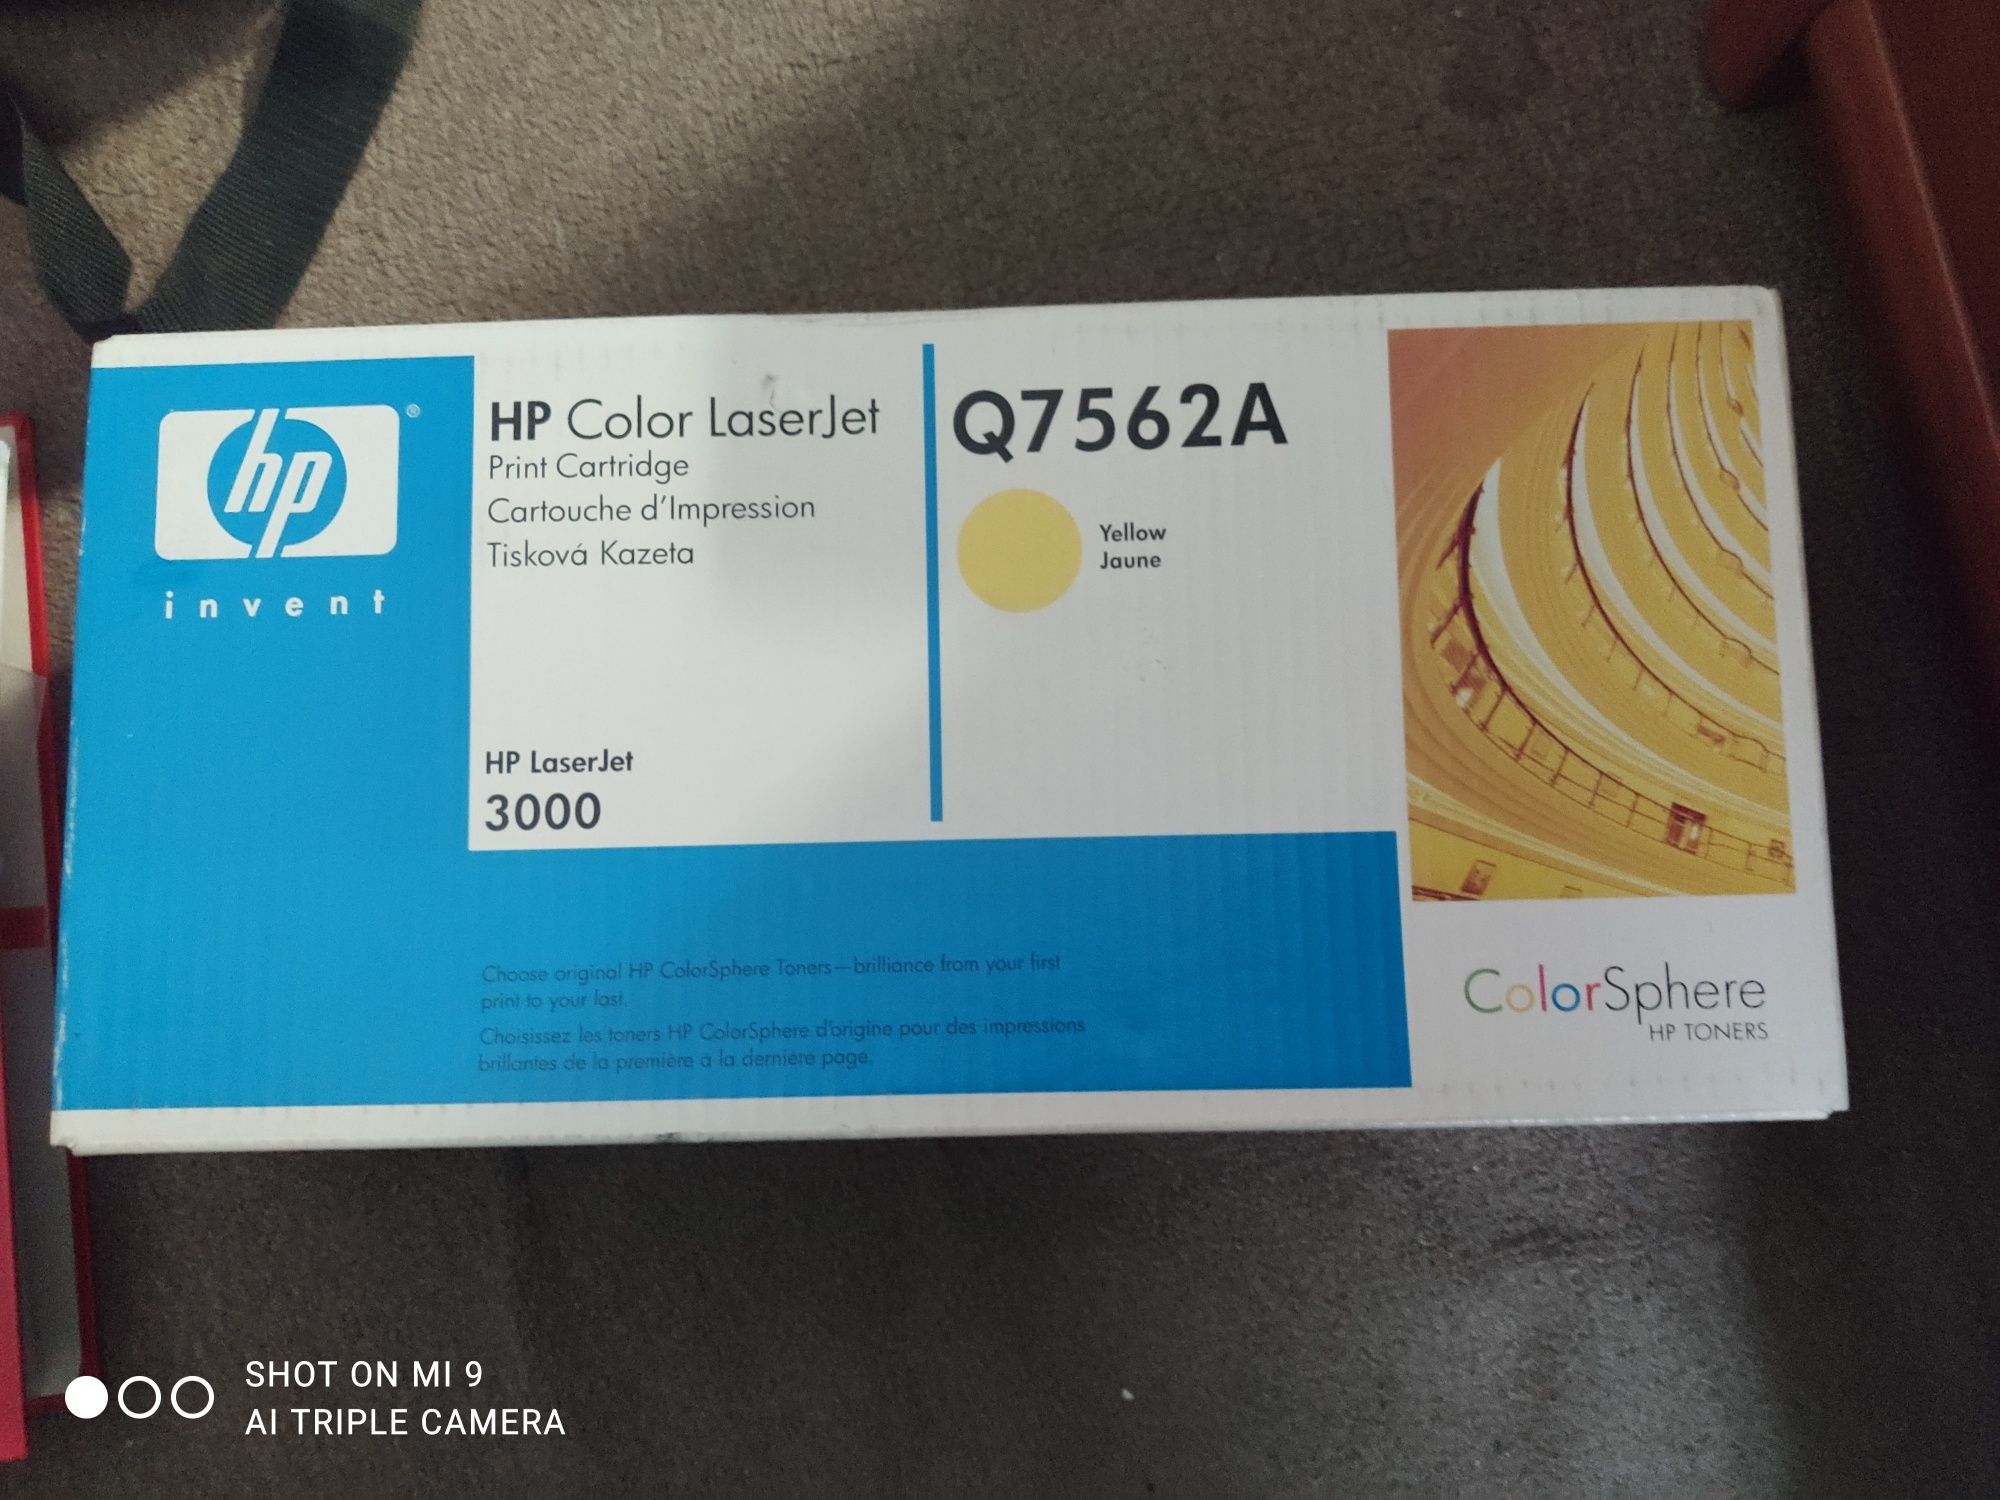 hp®
invent
HP Color LaserJet
Print Cartridge
Cartouche d'Impression
Tisková Kazeta
HP LaserJet
3000
Q7562A
Yellow
Jaune
Choose original HP ColorSphere Toners—brilliance from your first
print to your last.
Choisissez les toners HP ColorSphere d'origine pour des impressions
brillantes de la première à la dernière page.
ColorSphere
HP TONERS
SHOT ON MI 9
AI TRIPLE CAMERA